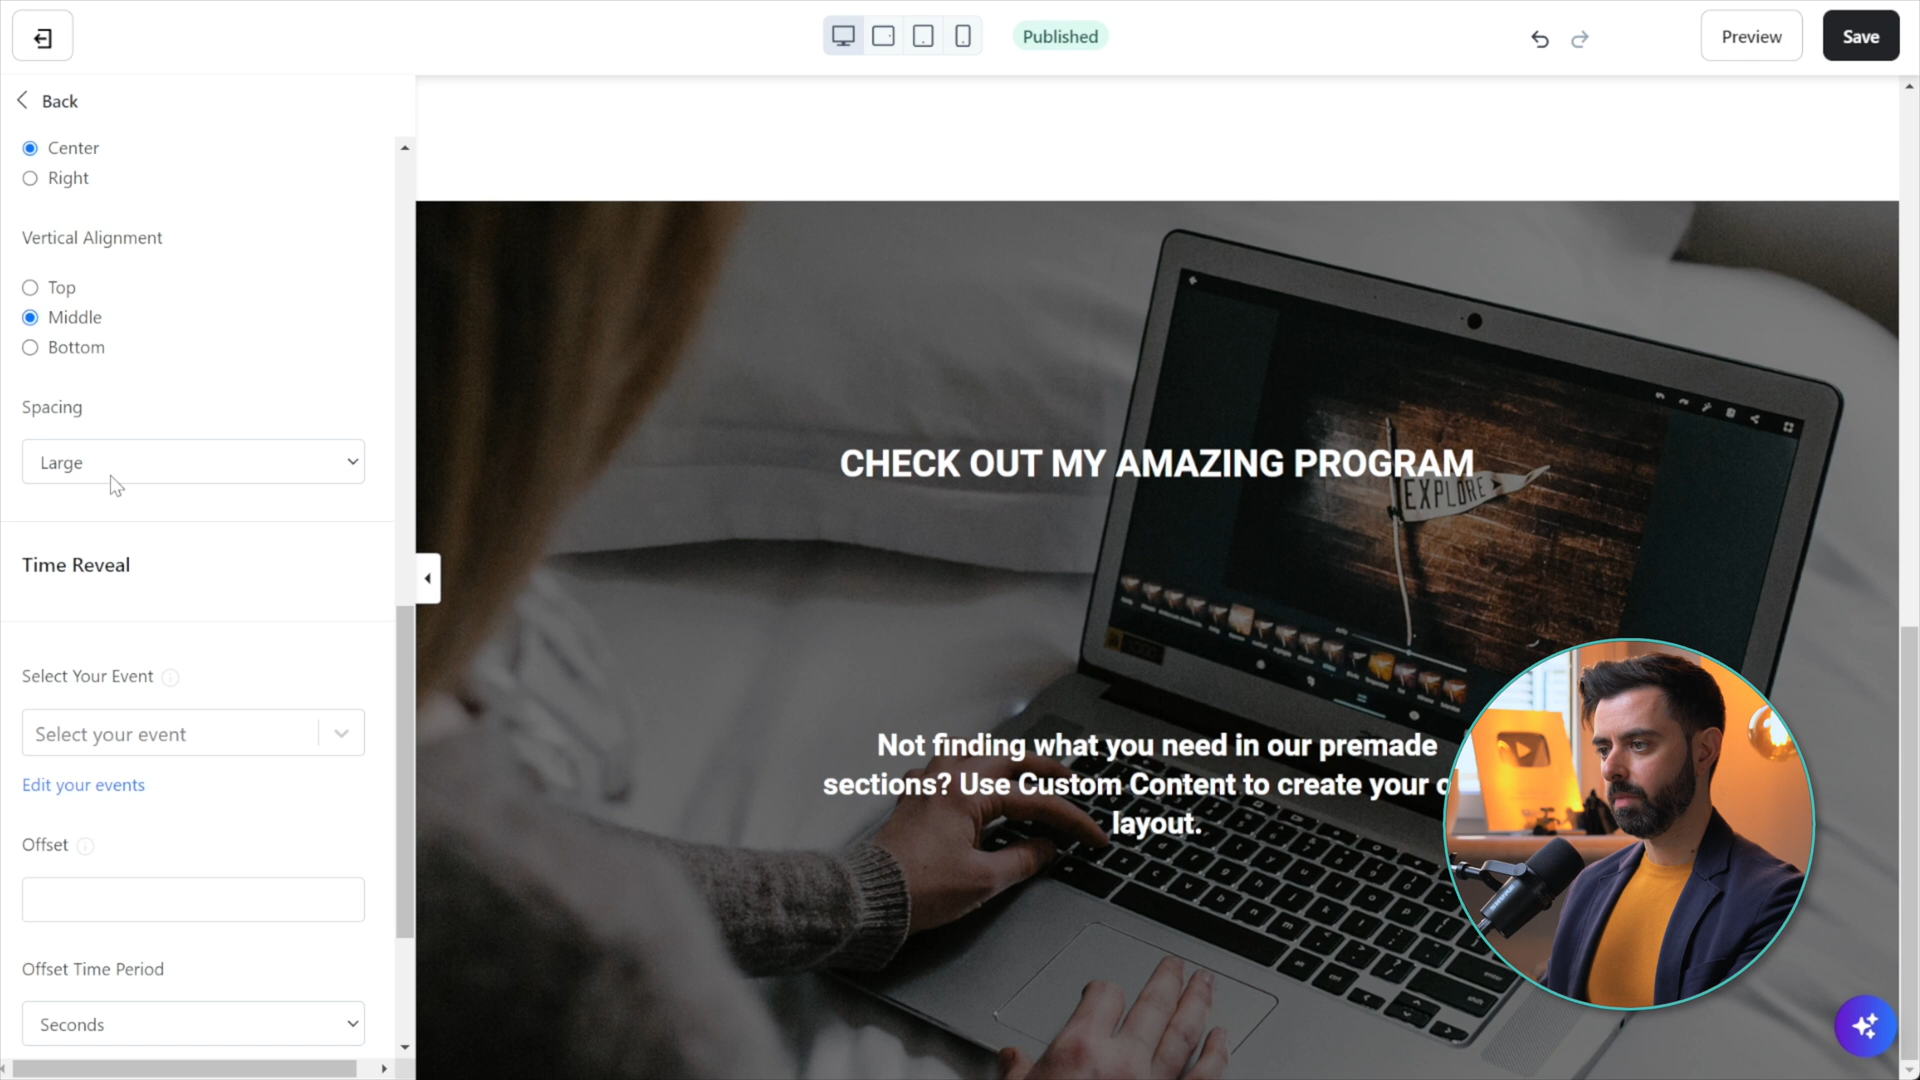 Published
Preview
Save
Back
Center
Right
Vertical Alignment
Top
Middle
Bottom
Spacing
Large
Time Reveal
Select Your Event
Select your event
Edit your events
Offset
Offset Time Period
Seconds
CHECK OUT MY AMAZING PROGRAM
EXPLORE
Not finding what you need in our premade
sections? Use Custom Content to create your
layout.